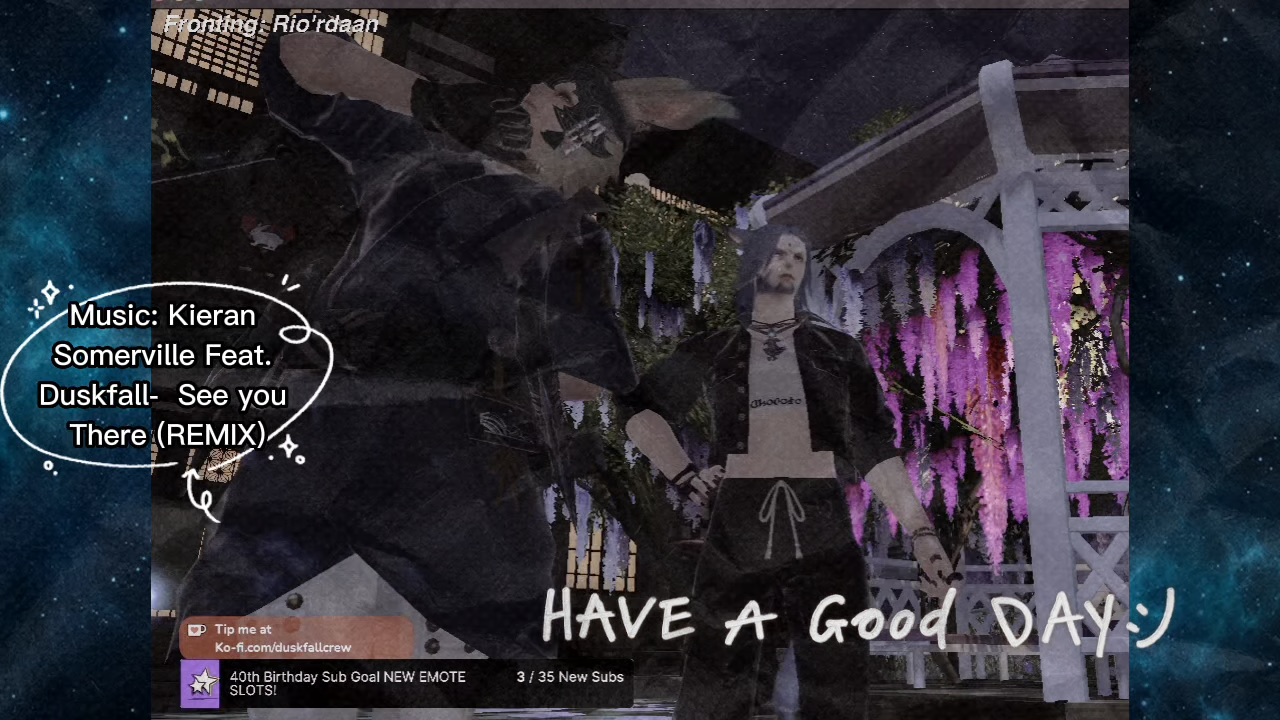 Fronting: Rio'rdaan
Music: Kieran
Somerville Feat.
Duskfall-  See you
There (REMIX)
HAVE A Good DAY:)
Tip me at
Ko-fi.com/duskfallcrew
40th Birthday Sub Goal NEW EMOTE
SLOTS!
3 / 35 New Subs